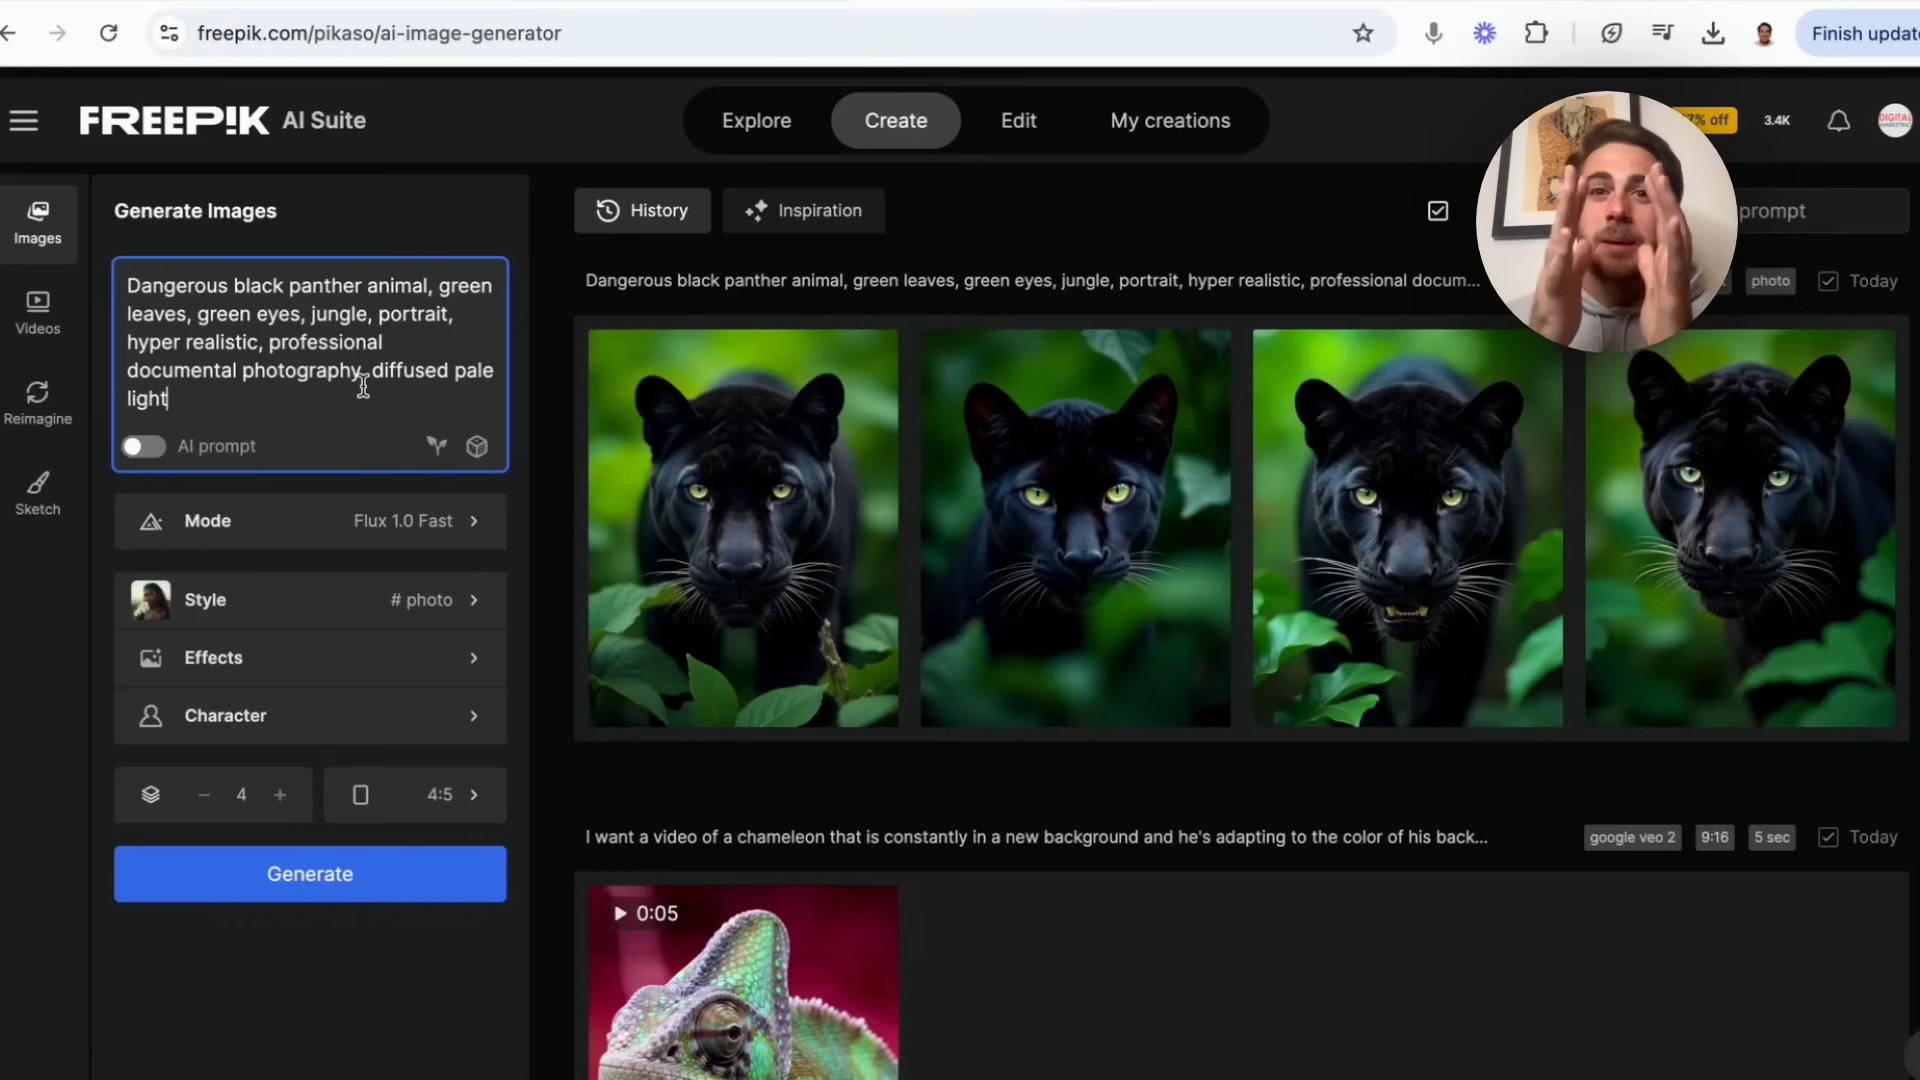 freepik.com/pikaso/ai-image-generator
Finish update
FREEP!K AI Suite
Explore
Create
Edit
My creations
7% off
3.4K
DIGITAL
Images
Videos
Reimagine
Sketch
Generate Images
Dangerous black panther animal, green
leaves, green eyes, jungle, portrait,
hyper realistic, professional
documental photography, diffused pale
light
AI prompt
Mode
Flux 1.0 Fast
Style
# photo
Effects
Character
4
4:5
Generate
History
Inspiration
prompt
Dangerous black panther animal, green leaves, green eyes, jungle, portrait, hyper realistic, professional docum...
photo
Today
I want a video of a chameleon that is constantly in a new background and he's adapting to the color of his back...
google veo 2
9:16
5 sec
Today
0:05